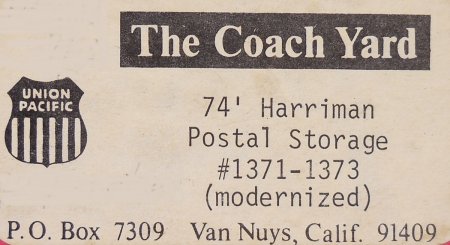 The Coach Yard
UNION
PACIFIC
74' Harriman
Postal Storage
#1371-1373
(modernized)
P.O. Box 7309 Van Nuys, Calif. 91409